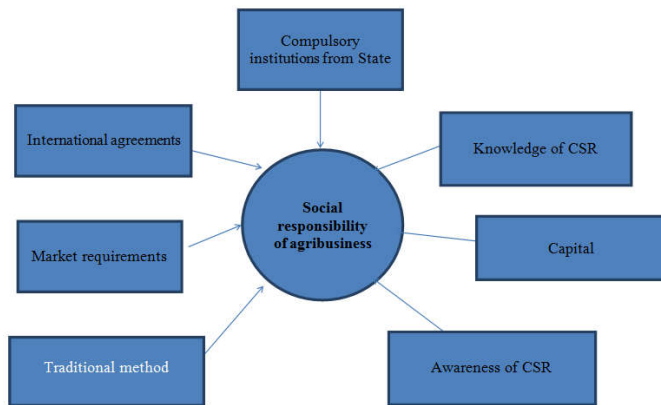 Compulsory
institutions from State
International agreements
Knowledge of CSR
Social
responsibility
of agribusiness
Market requirements
Capital
Traditional method
Awareness of CSR